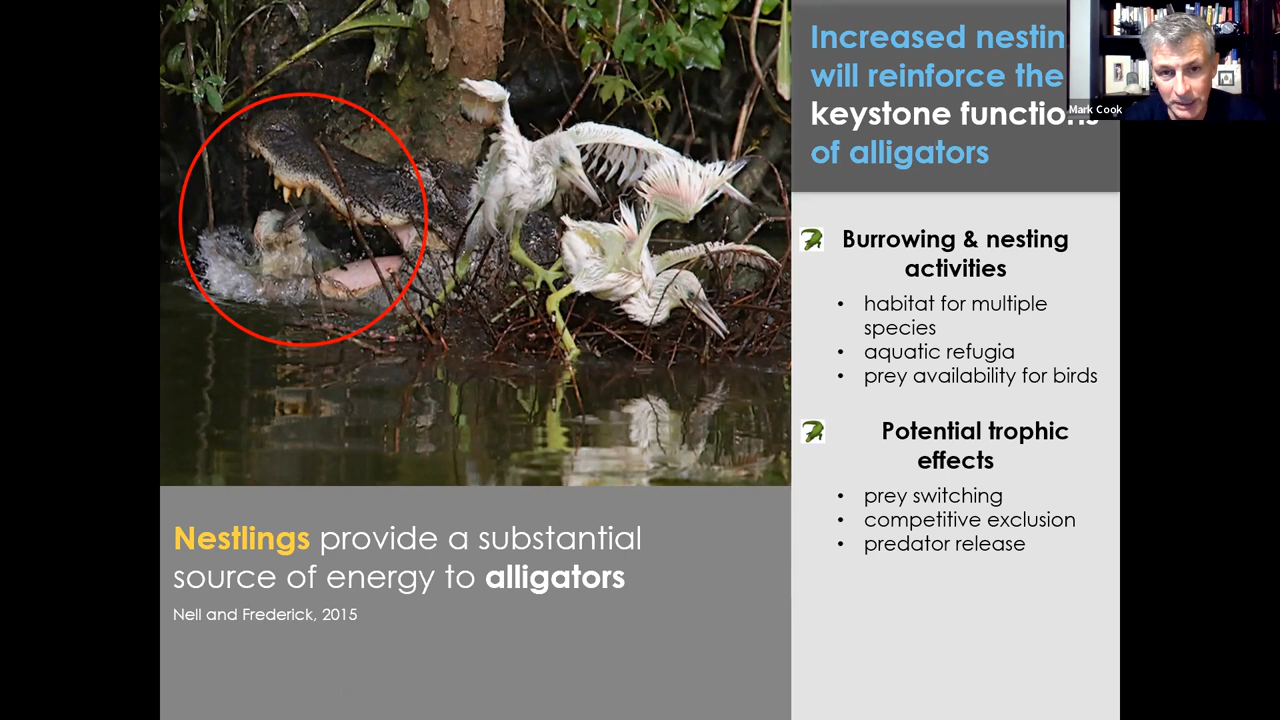 Increased nestin
will reinforce the
keystone functions
of alligators
Mark Cook
Burrowing & nesting
activities
• habitat for multiple
species
• aquatic refugia
• prey availability for birds
Potential trophic
effects
• prey switching
• competitive exclusion
• predator release
Nestlings provide a substantial
source of energy to alligators
Nell and Frederick, 2015